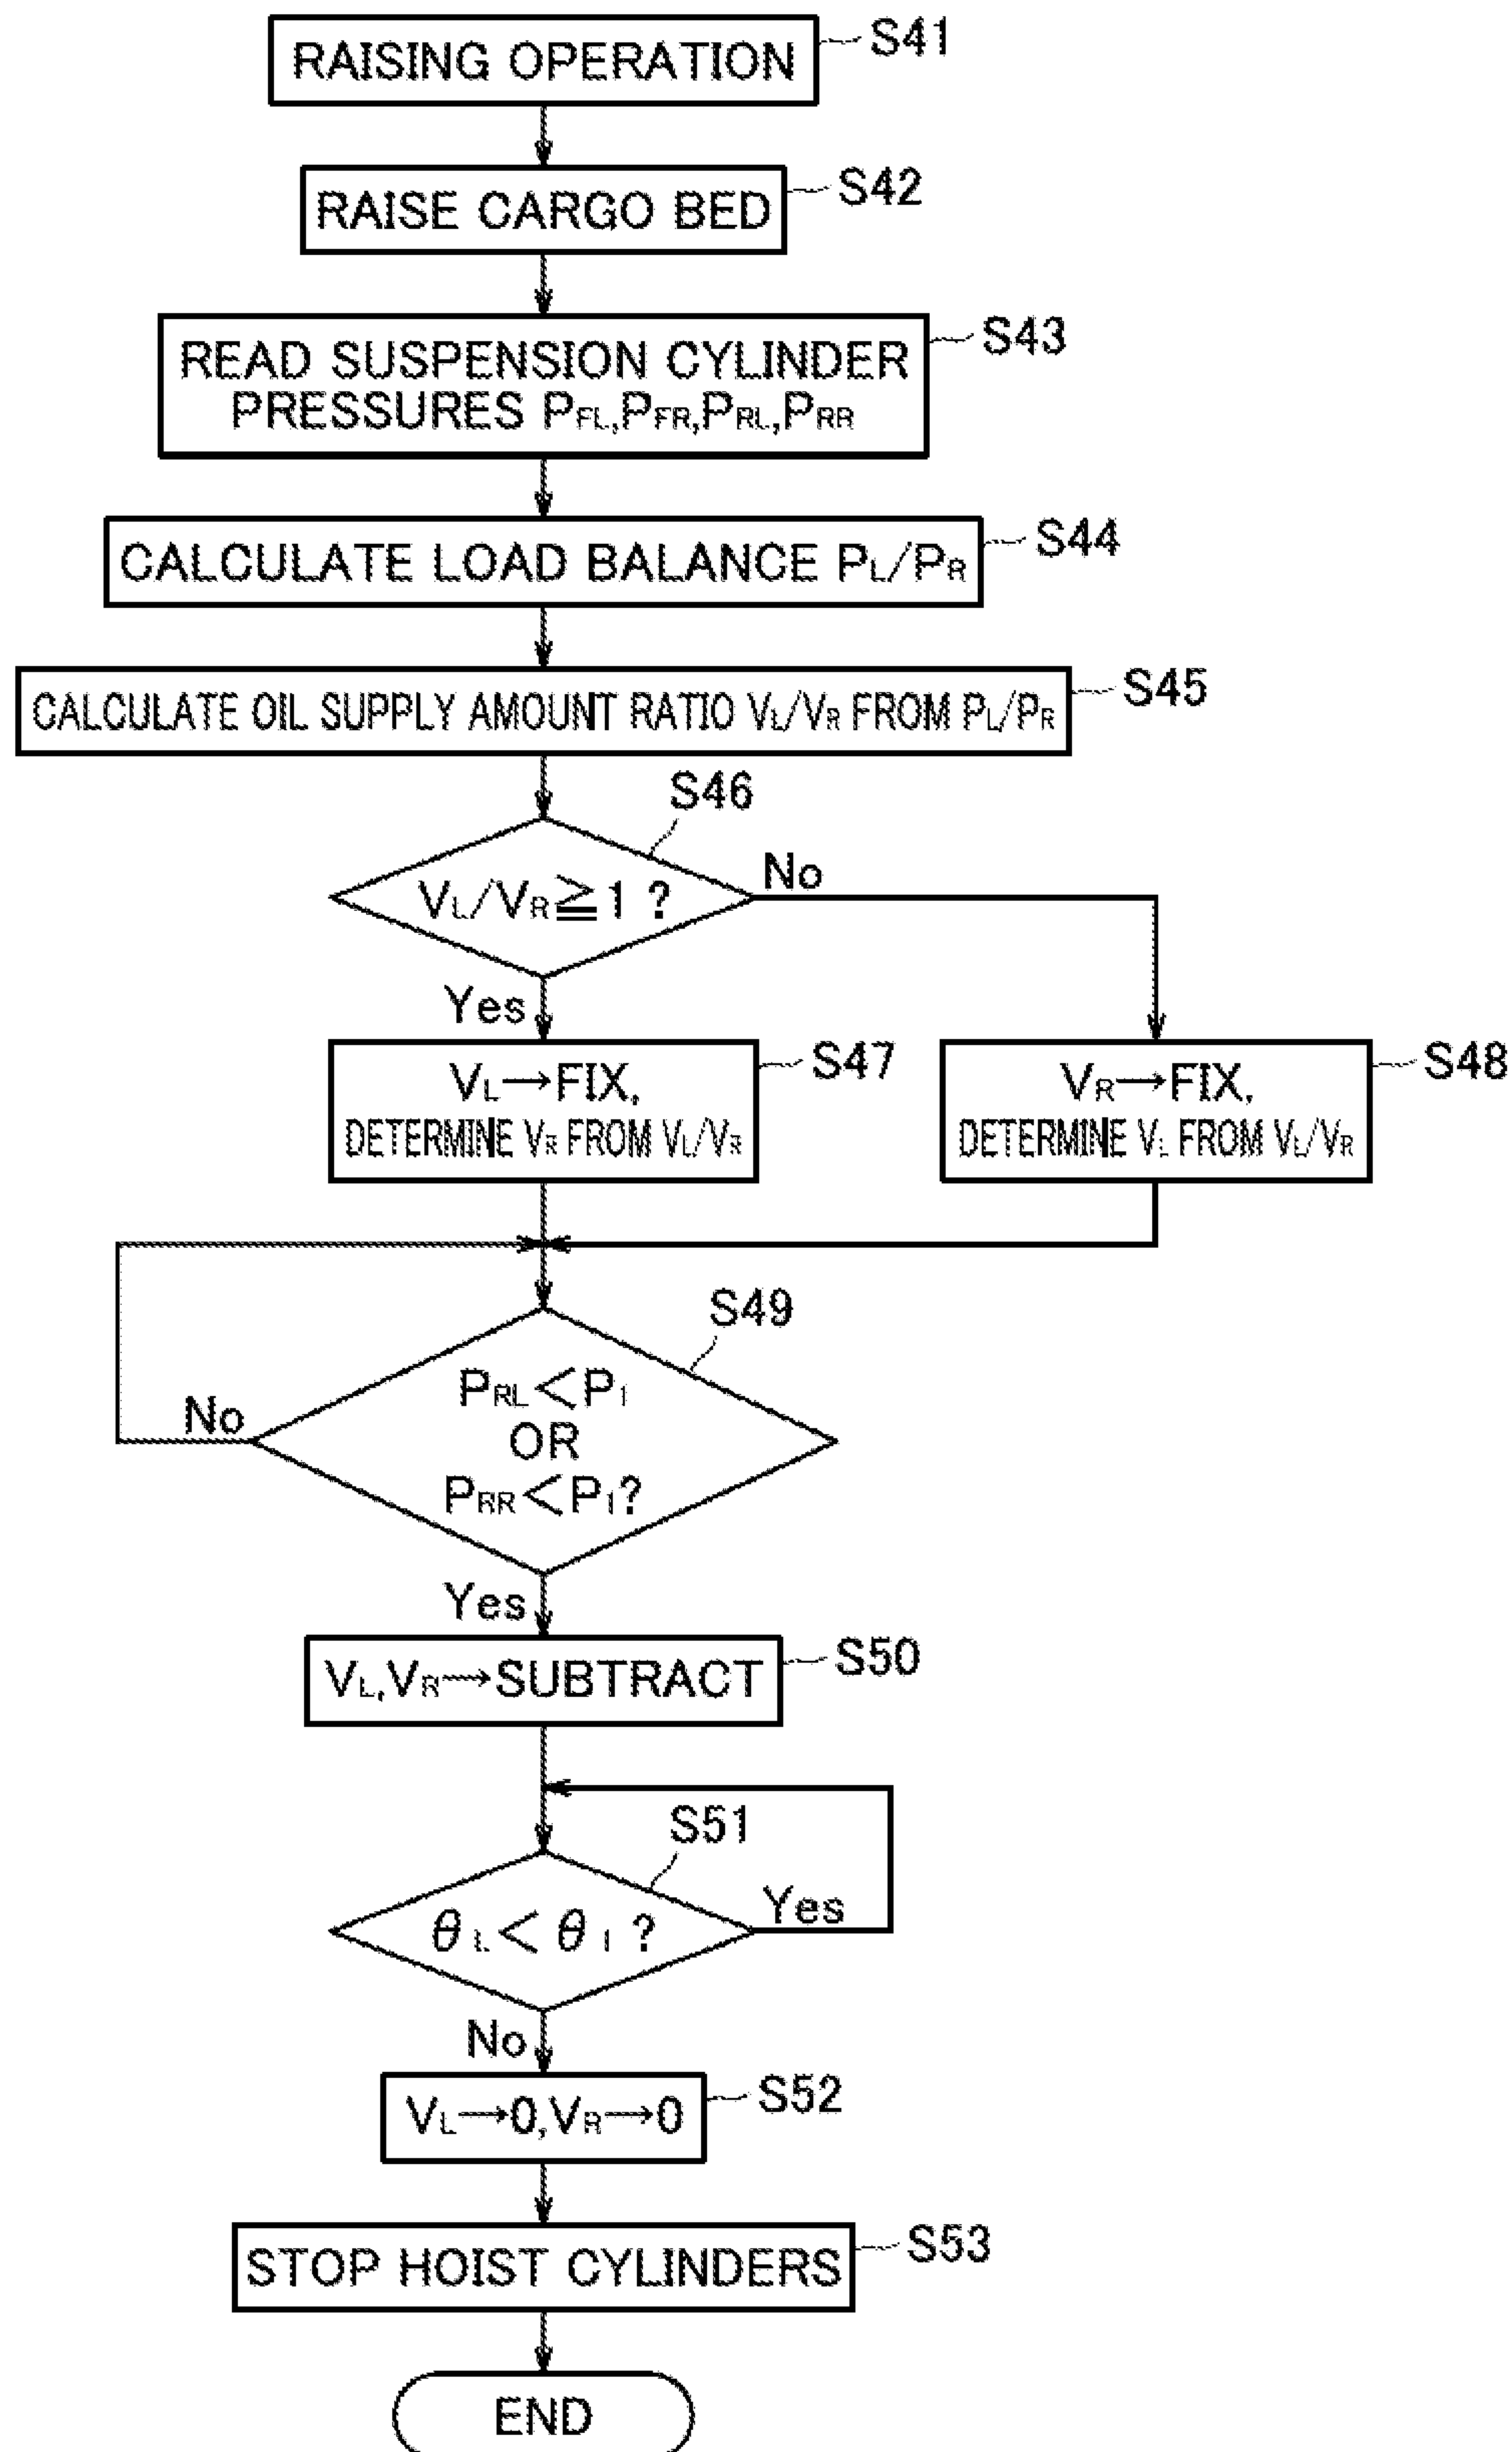 RAISING OPERATION
S41
RAISE CARGO BED
S42
READ SUSPENSION CYLINDER
PRESSURES PFL,PFR,PRL,PRR
S43
CALCULATE LOAD BALANCE PL/PR
S44
CALCULATE OIL SUPPLY AMOUNT RATIO VL/VR FROM PL/PR
S45
S46
VL/VR≧1 ?
No
Yes
VL→FIX,
DETERMINE VR FROM VL/VR
S47
VR→FIX,
DETERMINE VL FROM VL/VR
S48
S49
PRL<P1
OR
PRR<P1?
No
Yes
VL,VR→SUBTRACT
S50
S51
θL<θ1 ?
Yes
No
VL→0,VR→0
S52
STOP HOIST CYLINDERS
S53
END